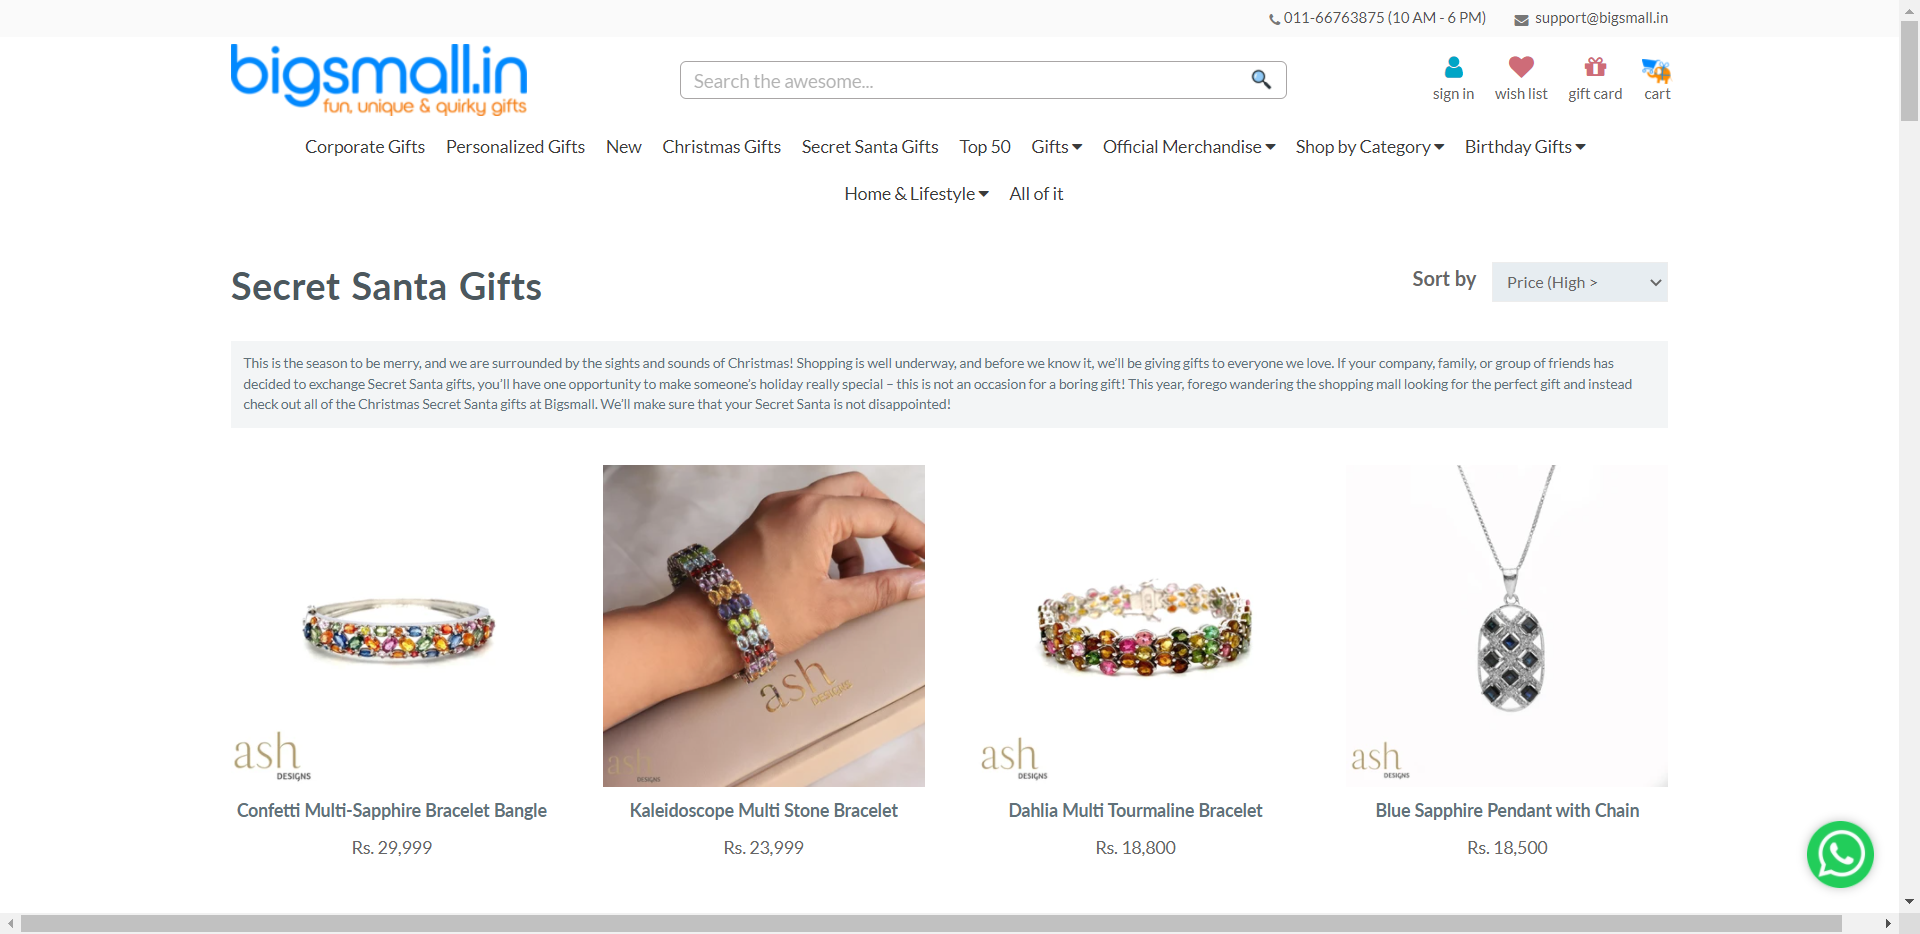 011-66763875 (10 AM - 6 PM) support@bigsmall.in
bigsmall.in
fun, unique & quirky gifts
Search the awesome...
sign in wish list gift card cart
Corporate Gifts Personalized Gifts New Christmas Gifts Secret Santa Gifts Top 50 Gifts Official Merchandise Shop by Category Birthday Gifts
Home & Lifestyle All of it
Secret Santa Gifts
Sort by Price (High >
This is the season to be merry, and we are surrounded by the sights and sounds of Christmas! Shopping is well underway, and before we know it, we’ll be giving gifts to everyone we love. If your company, family, or group of friends has
decided to exchange Secret Santa gifts, you’ll have one opportunity to make someone’s holiday really special – this is not an occasion for a boring gift! This year, forego wandering the shopping mall looking for the perfect gift and instead
check out all of the Christmas Secret Santa gifts at Bigsmall. We’ll make sure that your Secret Santa is not disappointed!
ash
DESIGNS
ash
DESIGNS
ash
DESIGNS
ash
DESIGNS
ash
DESIGNS
Confetti Multi-Sapphire Bracelet Bangle Kaleidoscope Multi Stone Bracelet Dahlia Multi Tourmaline Bracelet Blue Sapphire Pendant with Chain
Rs. 29,999 Rs. 23,999 Rs. 18,800 Rs. 18,500